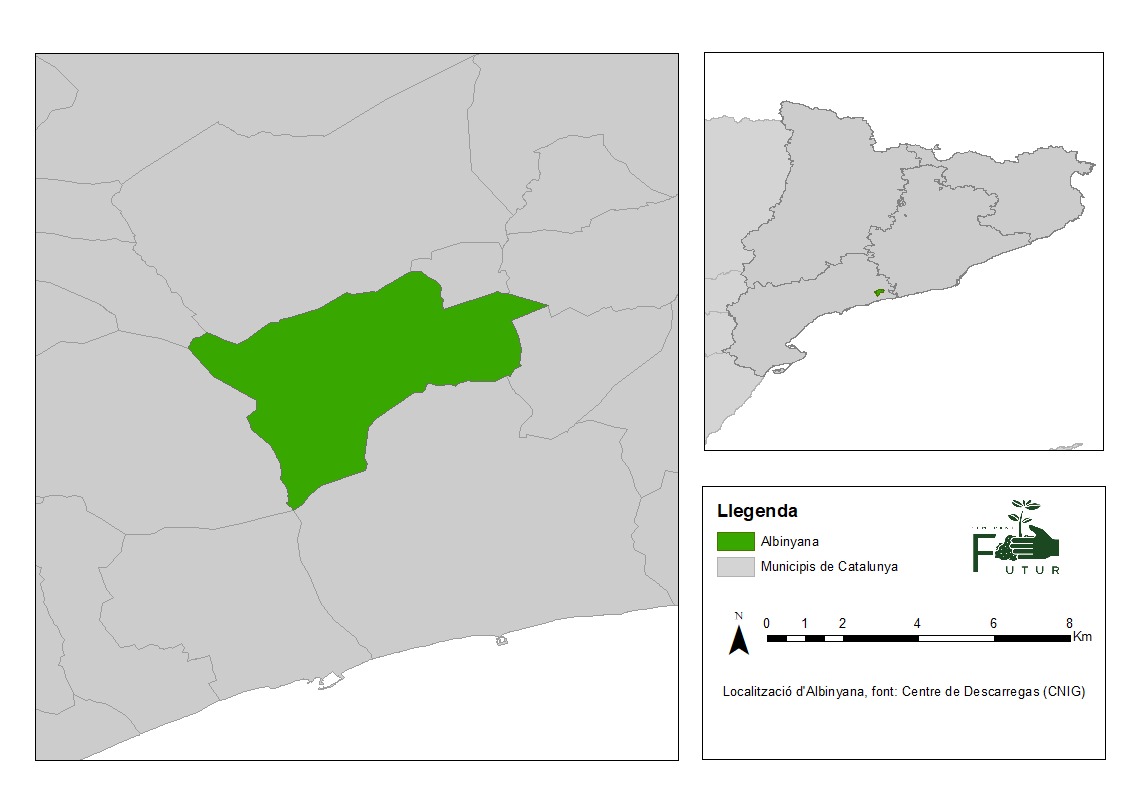 Llegenda
Albinyana
Municipis de Catalunya
F UTUR
N
0 1 2 4 6 8
Km
Localització d'Albinyana, font: Centre de Descarregas (CNIG)